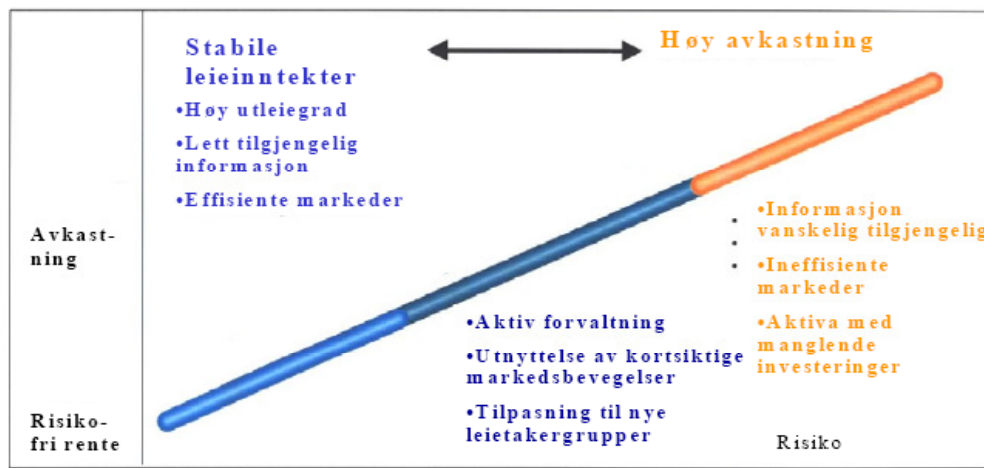 Stabile
leieinntekter
•Høy utleiegrad
•Lett tilgjengelig
informasjon
•Effisiente markeder
Høy avkastning
Avkast-
ning
•Informasjon
vanskelig tilgjengelig
•Ineffisiente
markeder
•Aktiva med
manglende
investeringer
•Aktiv forvaltning
•Utnyttelse av kortsiktige
markedsbevegelser
•Tilpasning til nye
leietakergrupper
Risiko-
fri rente
Risiko